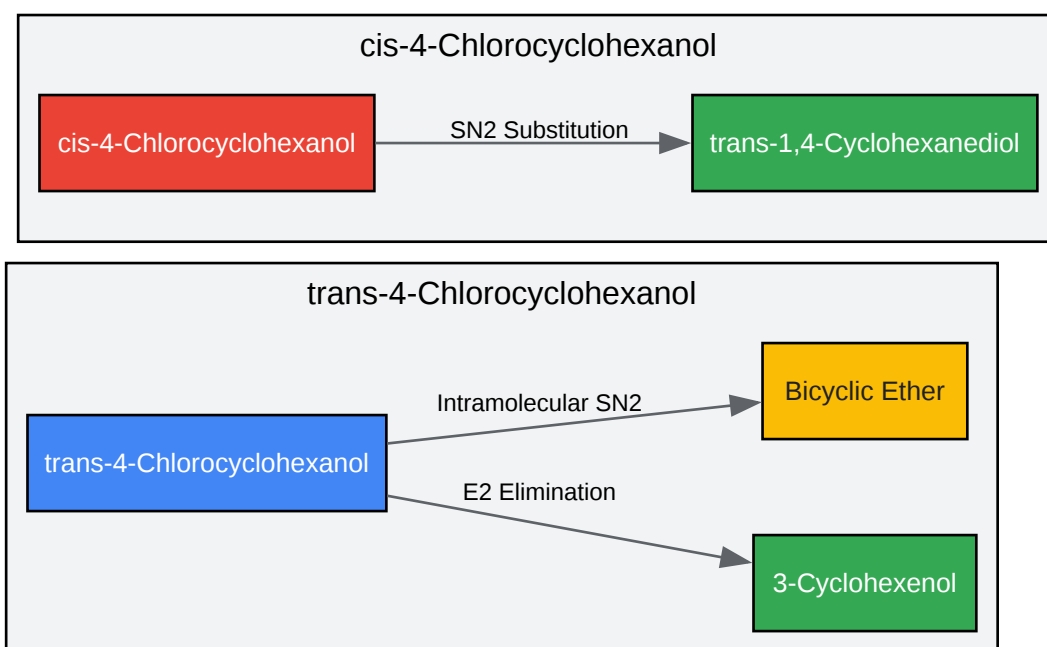 cis-4-Chlorocyclohexanol
cis-4-Chlorocyclohexanol
SN2 Substitution
trans-1,4-Cyclohexanediol
trans-4-Chlorocyclohexanol
trans-4-Chlorocyclohexanol
Intramolecular SN2
Bicyclic Ether
E2 Elimination
3-Cyclohexenol